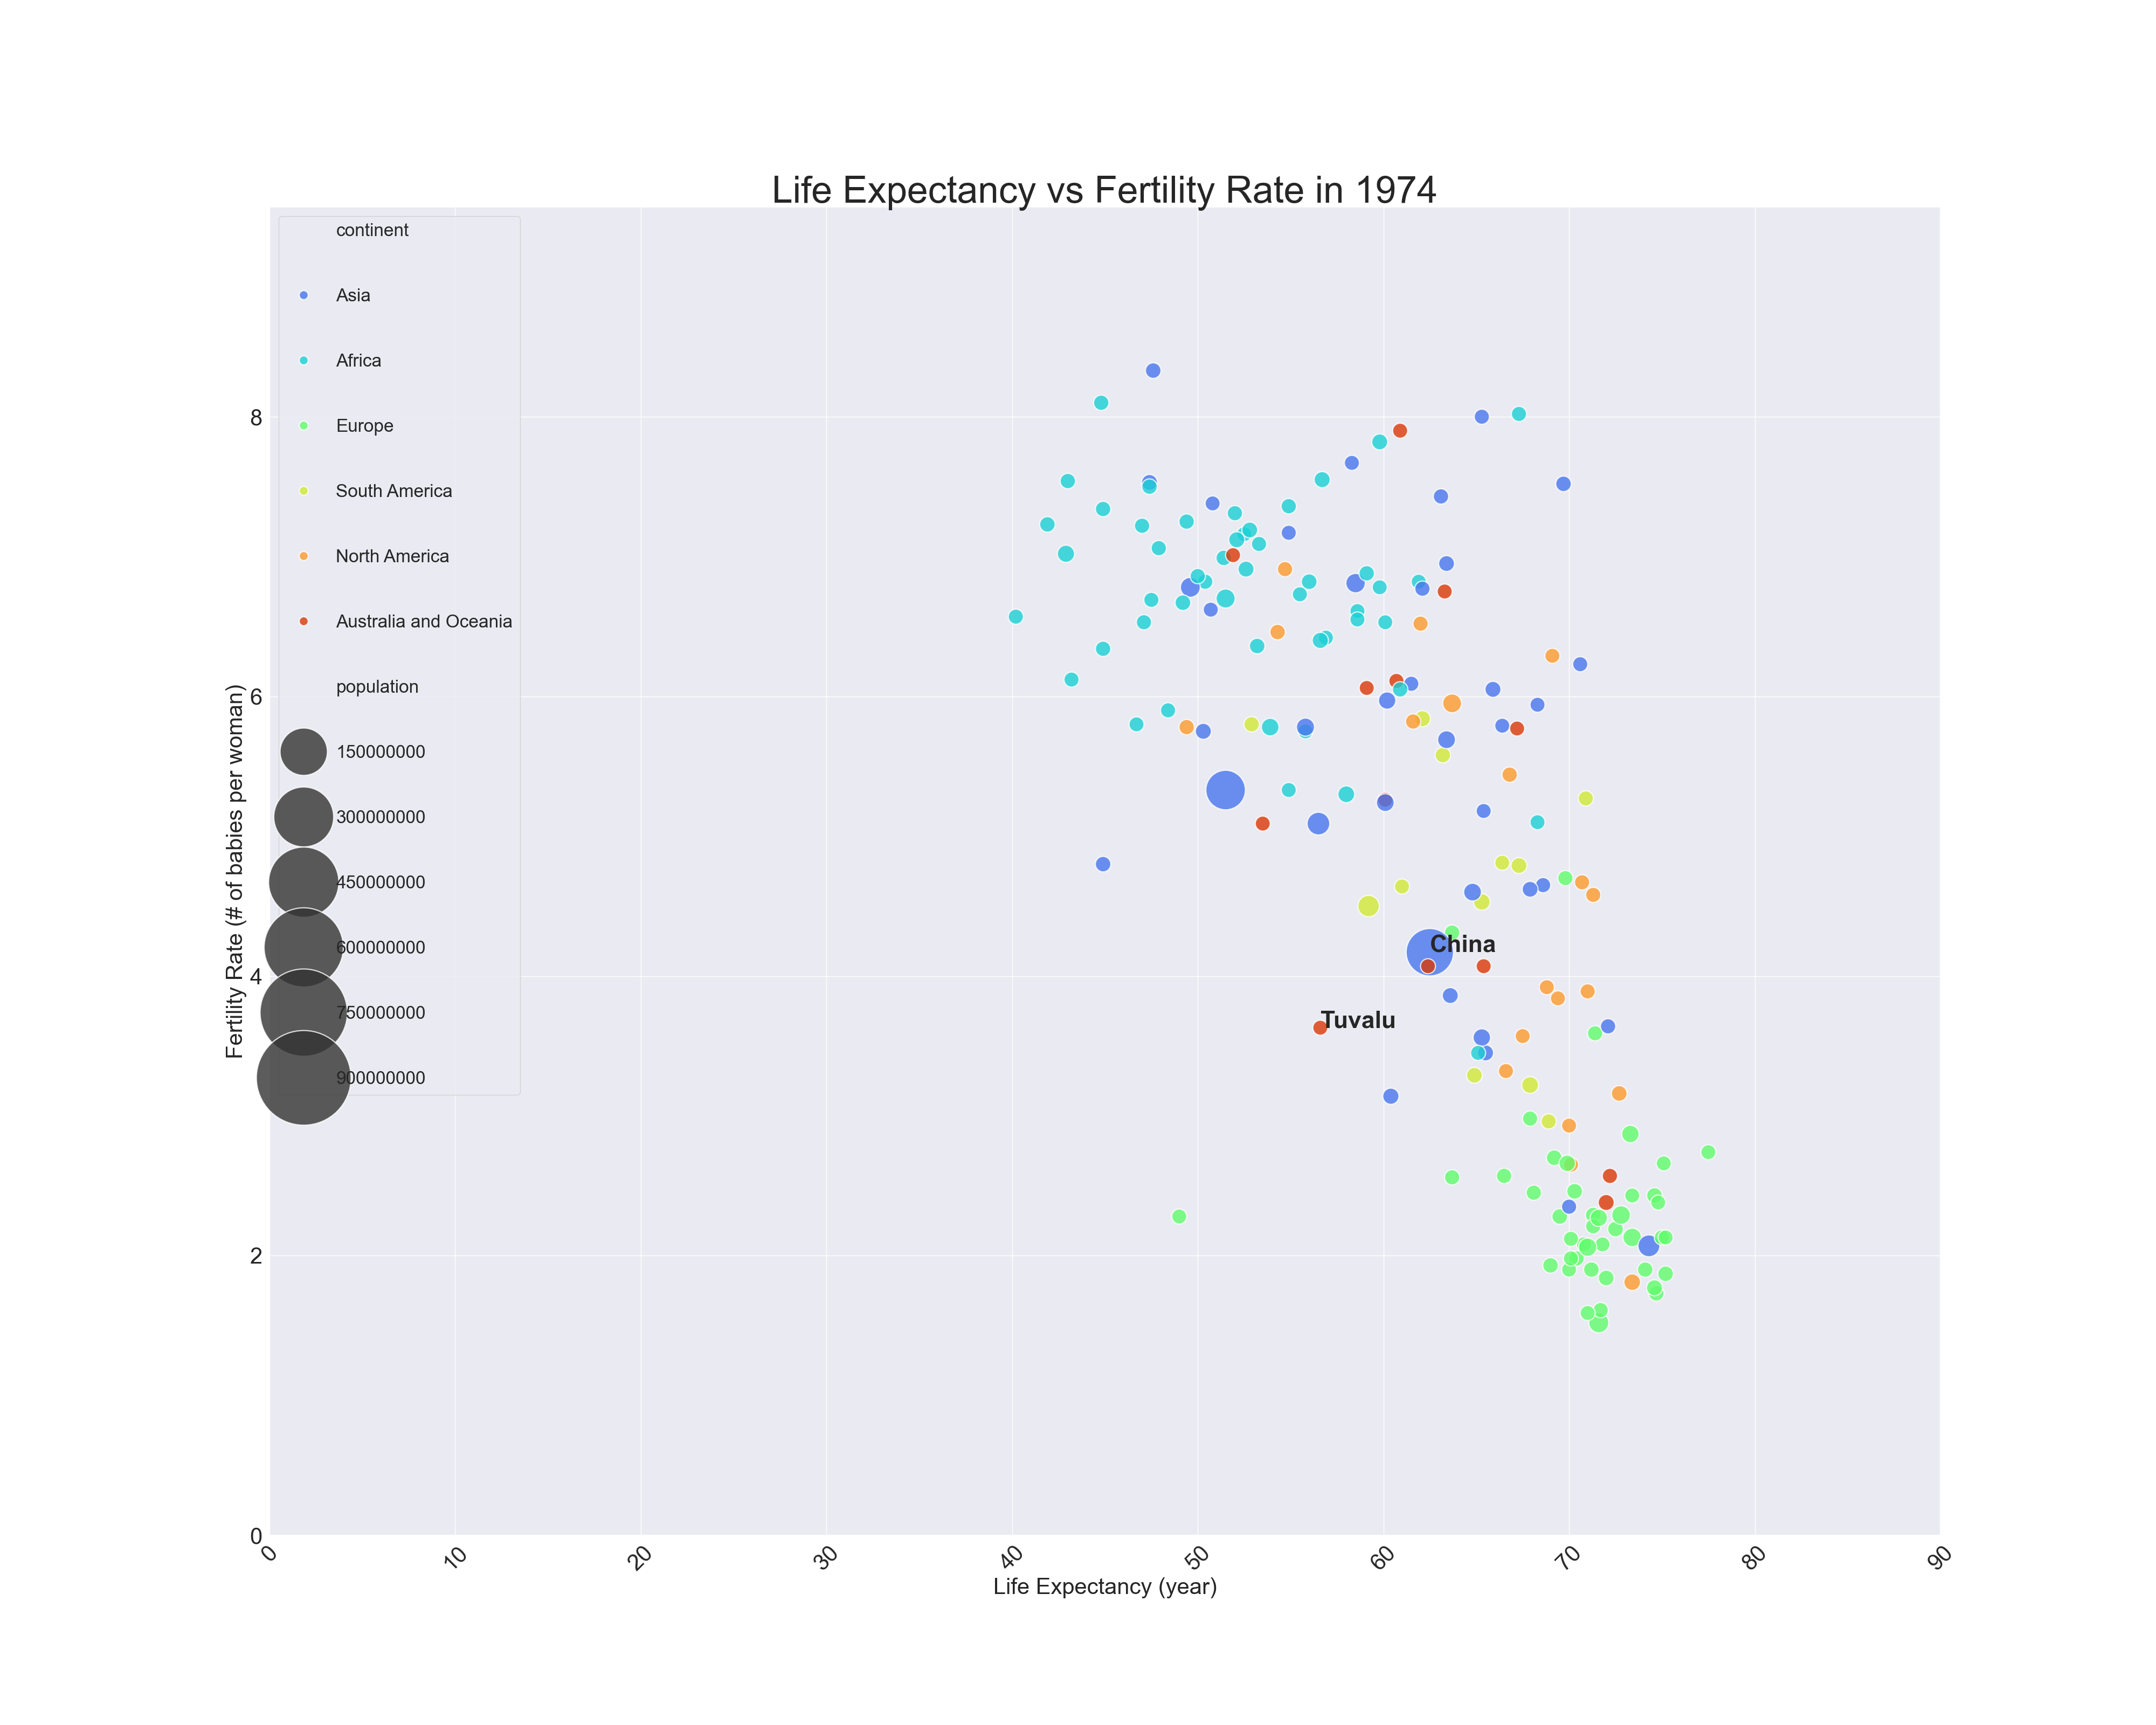 Life Expectancy vs Fertility Rate in 1974
continent
Asia
Africa
Europe
South America
North America
Australia and Oceania
population
150000000
300000000
450000000
600000000
750000000
900000000
China
Tuvalu
Fertility Rate (# of babies per woman)
8
6
4
2
0
0 10 20 30 40 50 60 70 80 90
Life Expectancy (year)